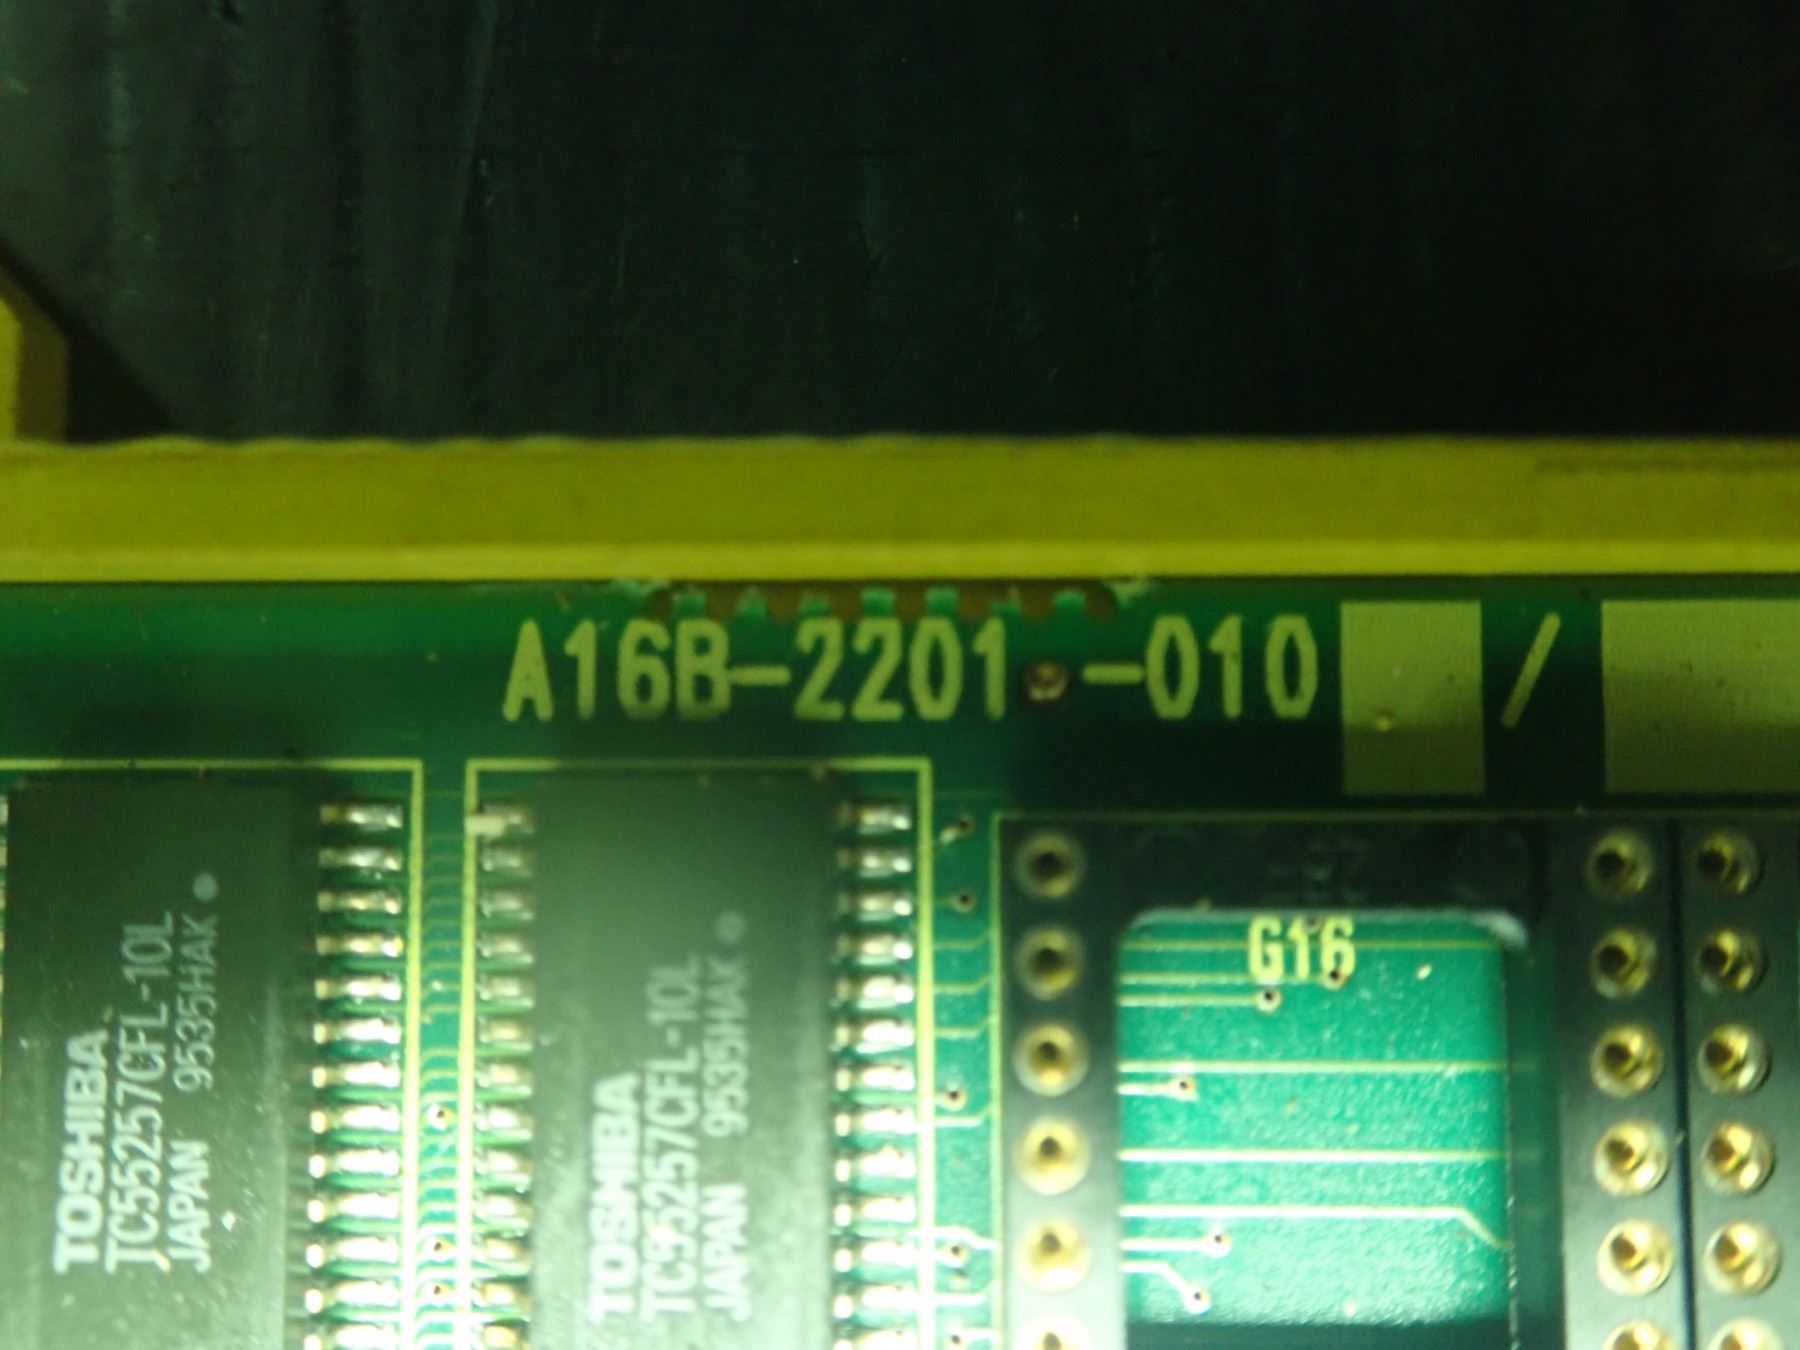 A16B-2201-010 /
G16
TOSHIBA
TC55257CFL-10L
JAPAN 9535HAK
TOSHIBA
TC55257CFL-10L
JAPAN 9535HAK